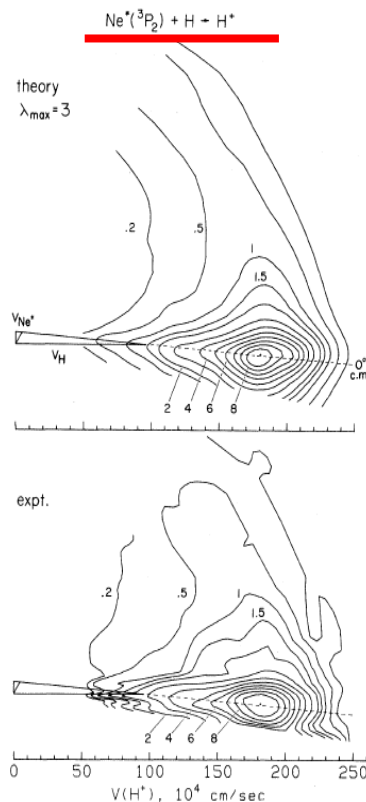 Ne*(³P₂) + H → H⁺
theory
λmax = 3
.2
.5
1
1.5
VNe*
VH
0°
c.m.
2
4
6
8
expt.
.2
.5
1
1.5
2
4
6
8
0 50 100 150 200 250
V(H⁺), 10⁴ cm/sec